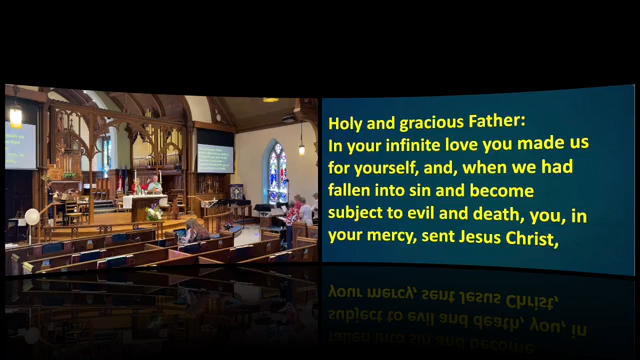 Holy and gracious Father:
In your infinite love you made us
for yourself, and, when we had
fallen into sin and become
subject to evil and death, you, in
your mercy, sent Jesus Christ,